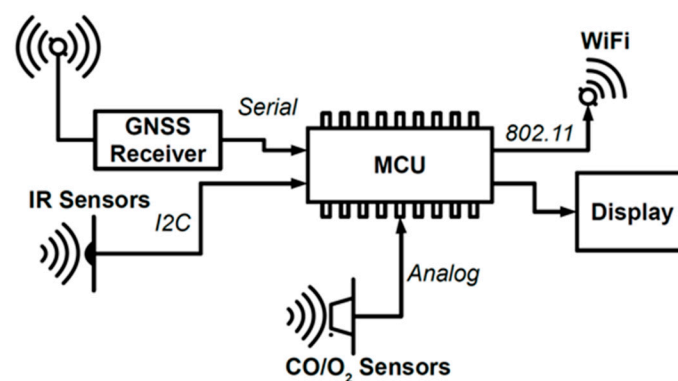 WiFi
Serial
GNSS
Receiver
802.11
MCU
IR Sensors
I2C
Display
Analog
CO/O₂ Sensors